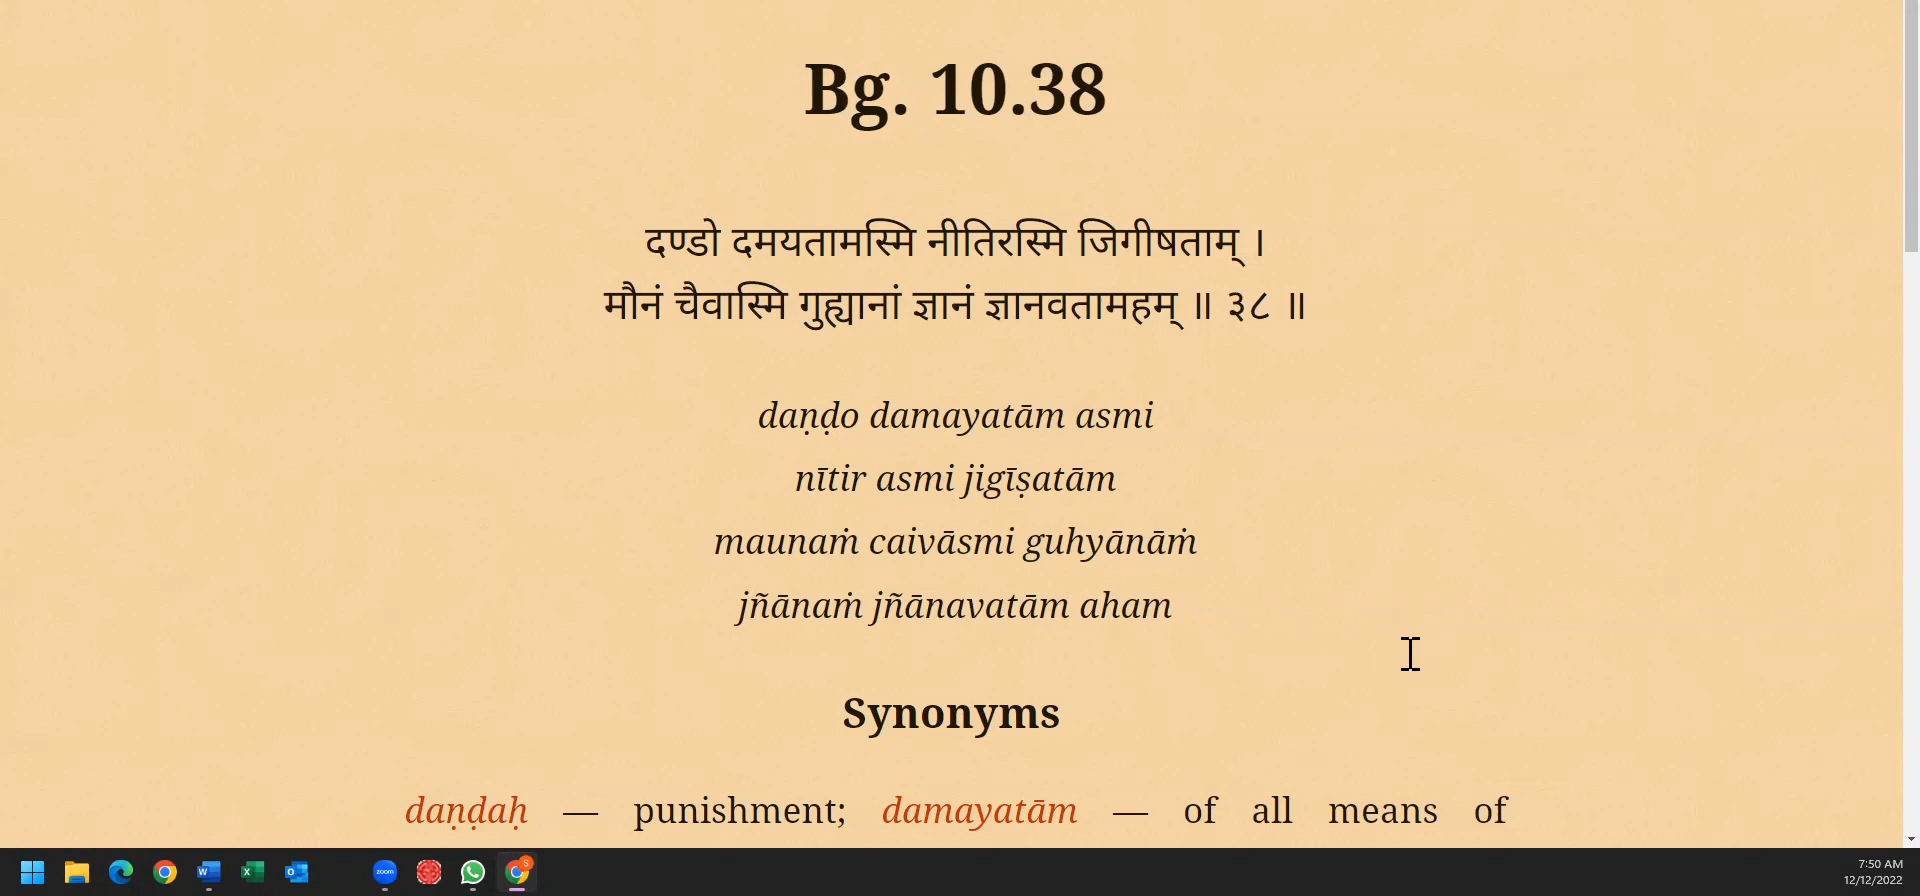 Bg. 10.38
दण्डो दमयतामस्मि नीतिरस्मि जिगीषताम् ।
मौनं चैवास्मि गुह्यानां ज्ञानं ज्ञानवतामहम् ॥ ३८ ॥
daṇḍo damayatām asmi
nītir asmi jigīṣatām
maunaṁ caivāsmi guhyānāṁ
jñānaṁ jñānavatām aham
Synonyms
daṇḍaḥ — punishment; damayatām — of all means of
zoom
S
7:50 AM
12/12/2022